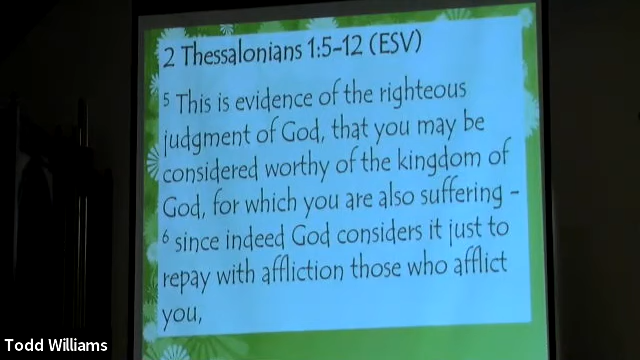 2 Thessalonians 1:5-12 (ESV)
5 This is evidence of the righteous
judgment of God, that you may be
considered worthy of the kingdom of
God, for which you are also suffering –
6 since indeed God considers it just to
repay with affliction those who afflict
you,
Todd Williams